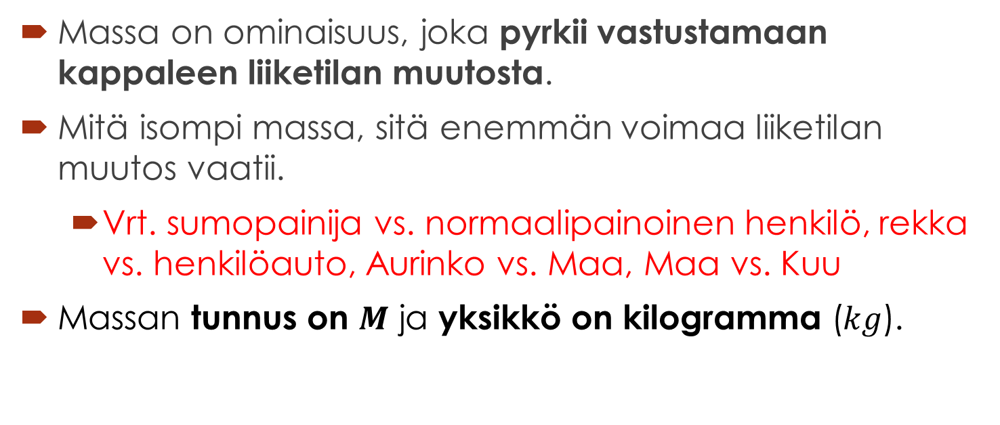 Massa on ominaisuus, joka pyrkii vastustamaan
kappaleen liiketilan muutosta.
Mitä isompi massa, sitä enemmän voimaa liiketilan
muutos vaatii.
Vrt. sumopainija vs. normaalipainoinen henkilö, rekka
vs. henkilöauto, Aurinko vs. Maa, Maa vs. Kuu
Massan tunnus on M ja yksikkö on kilogramma (kg).